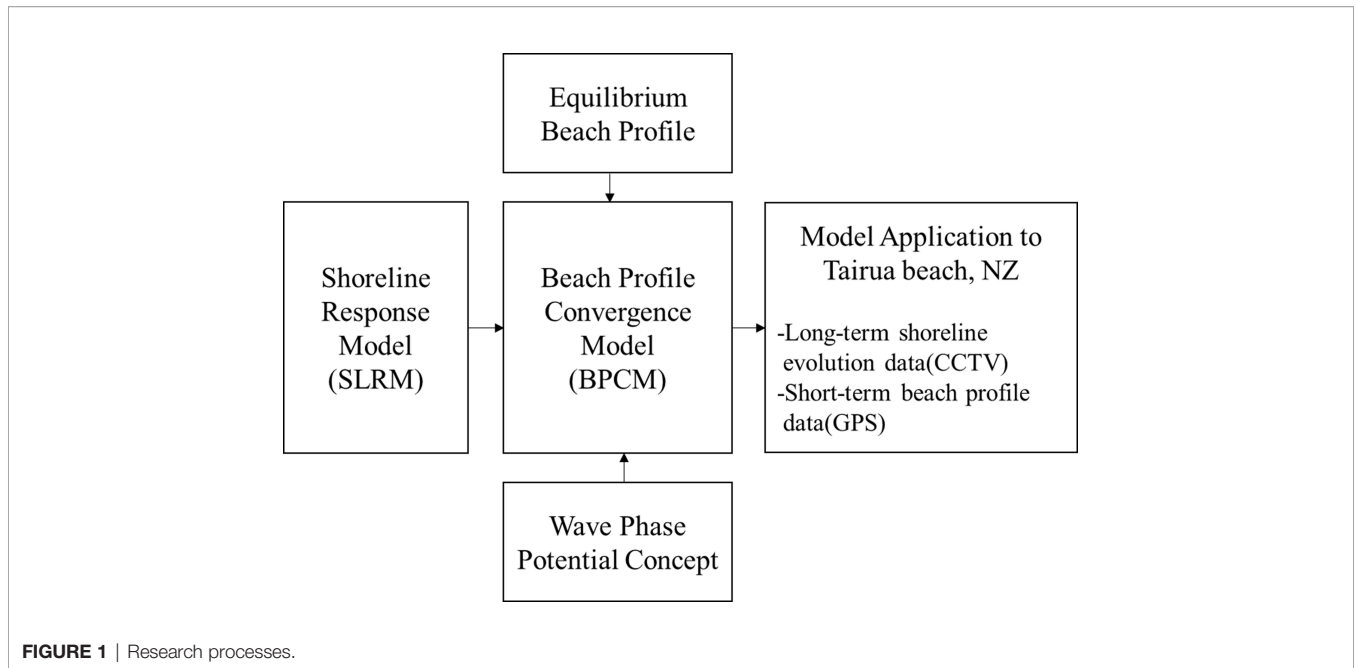 Equilibrium
Beach Profile
Shoreline
Response
Model
(SLRM)
Beach Profile
Convergence
Model
(BPCM)
Model Application to
Tairua beach, NZ
-Long-term shoreline
evolution data(CCTV)
-Short-term beach profile
data(GPS)
Wave Phase
Potential Concept
FIGURE 1 | Research processes.